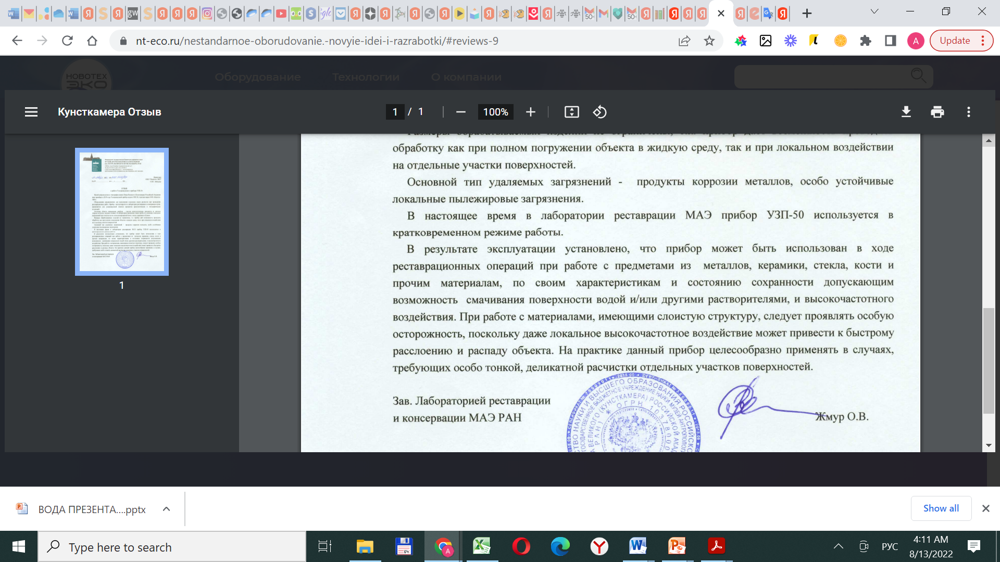 nt-eco.ru/nestandarnoe-oborudovanie.-novyie-idei-i-razrabotki/#reviews-9
A
Update
НОВОТЕХ
ЭКО
Оборудование
Технологии
О компании
Кунсткамера Отзыв
1 / 1
100%
обработку как при полном погружении объекта в жидкую среду, так и при локальном воздействии
на отдельные участки поверхностей.
Основной тип удаляемых загрязнений - продукты коррозии металлов, особо устойчивые
локальные пылежировые загрязнения.
В настоящее время в лаборатории реставрации МАЭ прибор УЗП-50 используется в
кратковременном режиме работы.
В результате эксплуатации установлено, что прибор может быть использован в ходе
реставрационных операций при работе с предметами из металлов, керамики, стекла, кости и
прочим материалам, по своим характеристикам и состоянию сохранности допускающим
возможность смачивания поверхности водой и/или другими растворителями, и высокочастотного
воздействия. При работе с материалами, имеющими слоистую структуру, следует проявлять особую
осторожность, поскольку даже локальное высокочастотное воздействие может привести к быстрому
расслоению и распаду объекта. На практике данный прибор целесообразно применять в случаях,
требующих особо тонкой, деликатной расчистки отдельных участков поверхностей.
Зав. Лабораторией реставрации
и консервации МАЭ РАН
Жмур О.В.
1
ВОДА ПРЕЗЕНТА....pptx
Show all
Type here to search
РУС
4:11 AM
8/13/2022